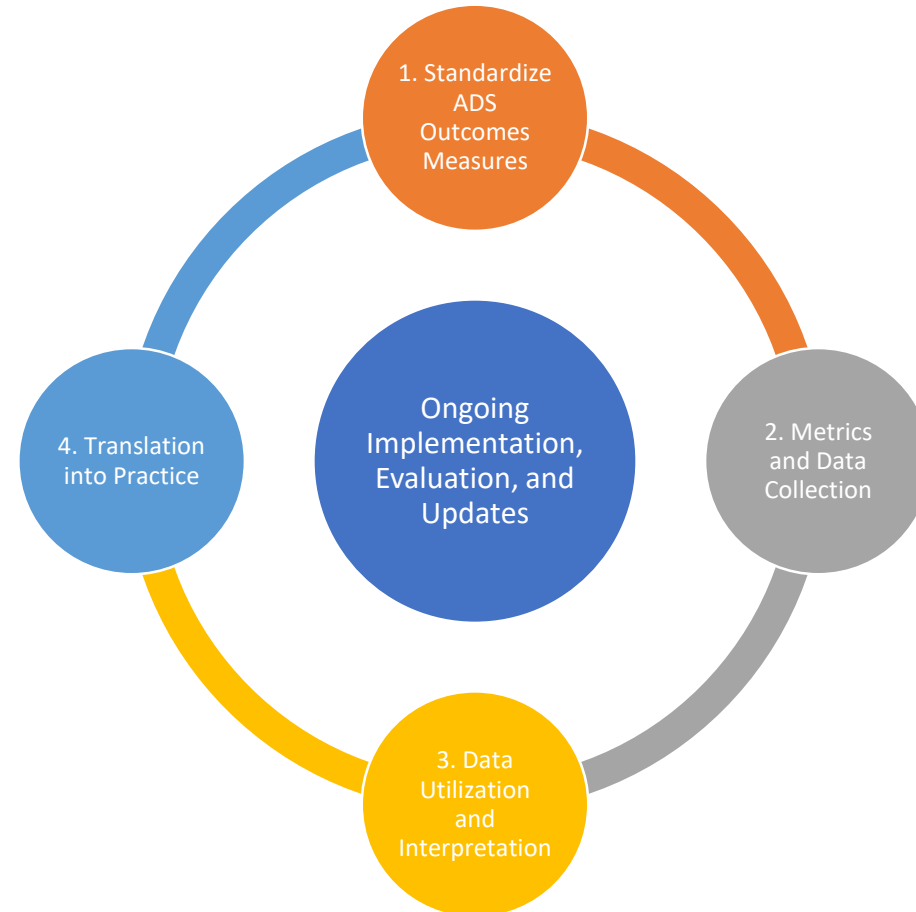 1. Standardize
ADS
Outcomes
Measures
2. Metrics
and Data
Collection
3. Data
Utilization
and
Interpretation
4. Translation
into Practice
Ongoing
Implementation,
Evaluation, and
Updates